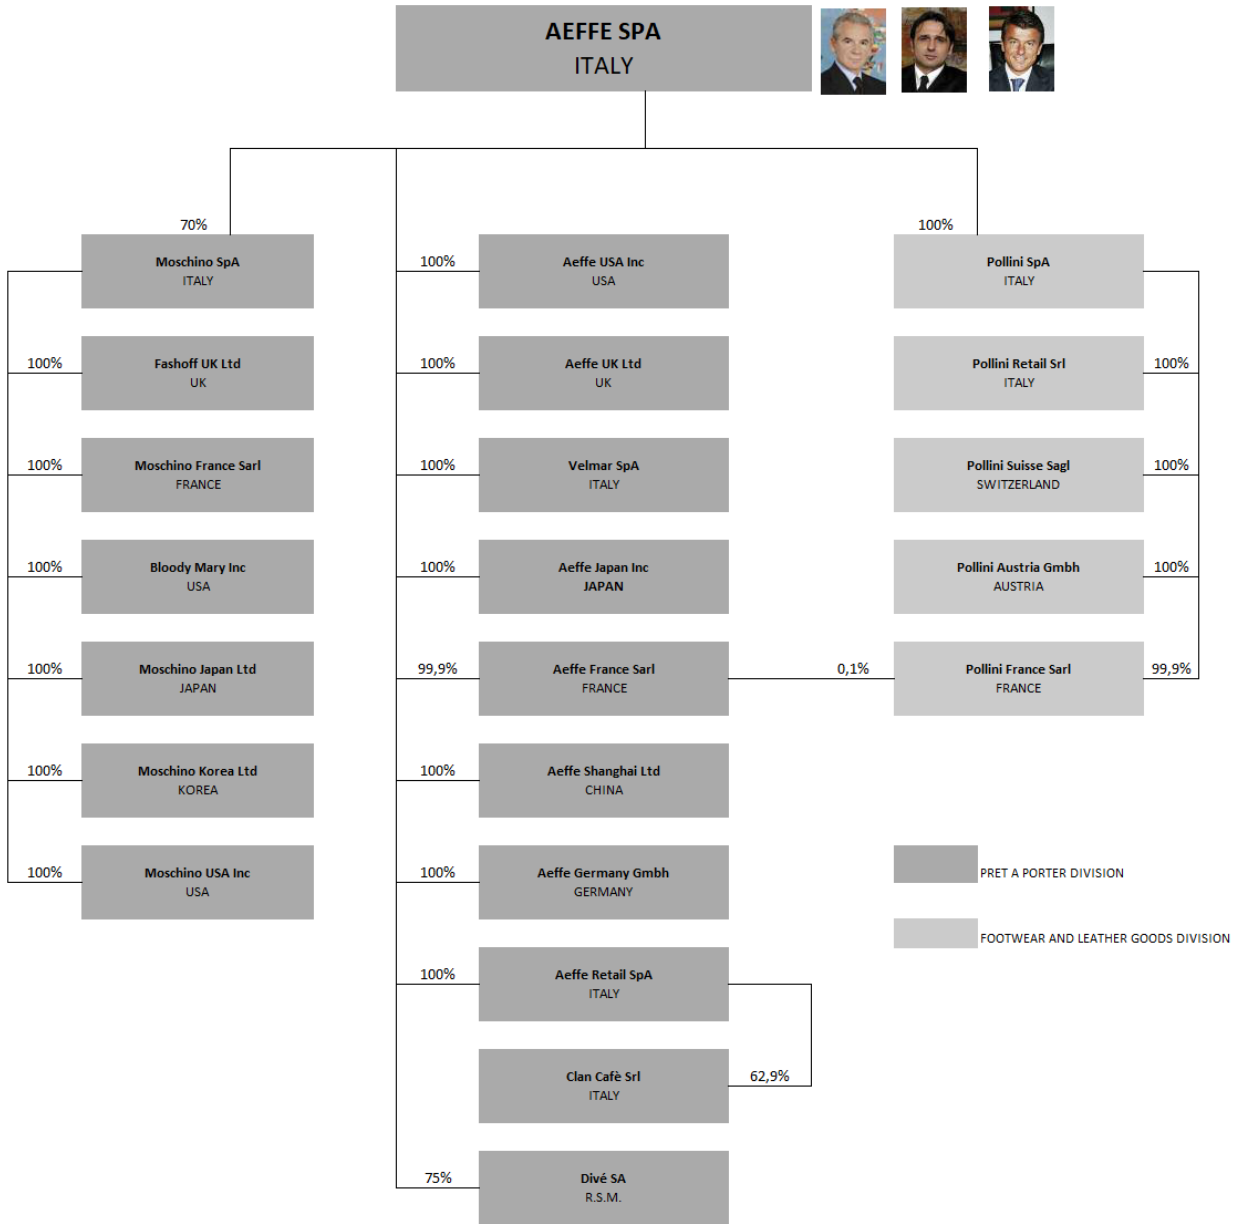 AEFFE SPA
ITALY
70%
Moschino SpA
ITALY
100%
Fashoff UK Ltd
UK
100%
Moschino France Sarl
FRANCE
100%
Bloody Mary Inc
USA
100%
Moschino Japan Ltd
JAPAN
100%
Moschino Korea Ltd
KOREA
100%
Moschino USA Inc
USA
100%
Aeffe USA Inc
USA
100%
Aeffe UK Ltd
UK
100%
Velmar SpA
ITALY
100%
Aeffe Japan Inc
JAPAN
99,9%
Aeffe France Sarl
FRANCE
100%
Aeffe Shanghai Ltd
CHINA
100%
Aeffe Germany Gmbh
GERMANY
100%
Aeffe Retail SpA
ITALY
Clan Cafè Srl
ITALY
62,9%
75%
Divé SA
R.S.M.
100%
Pollini SpA
ITALY
Pollini Retail Srl
ITALY
100%
Pollini Suisse Sagl
SWITZERLAND
100%
Pollini Austria Gmbh
AUSTRIA
100%
0,1%
Pollini France Sarl
FRANCE
99,9%
PRET A PORTER DIVISION
FOOTWEAR AND LEATHER GOODS DIVISION